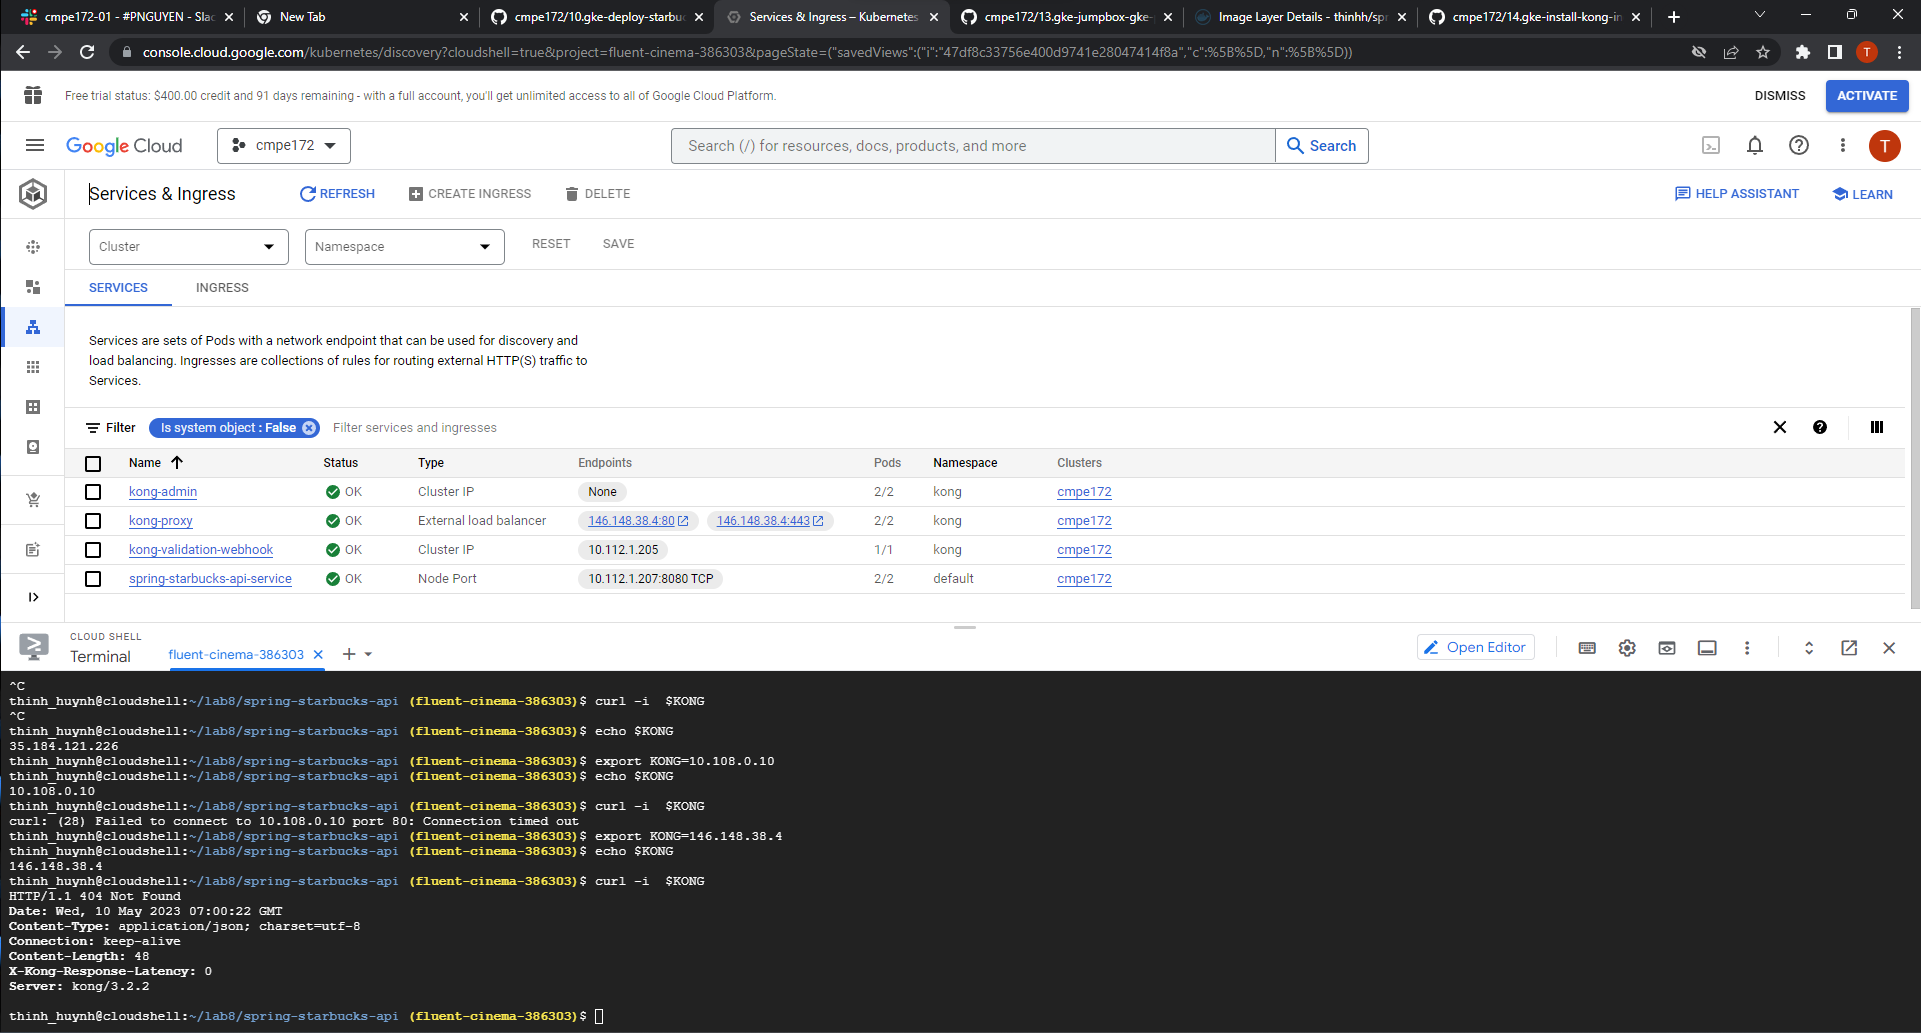 cmpe172-01 - #PNGUYEN - Slac
New Tab
cmpe172/10.gke-deploy-starbuc
Services & Ingress – Kubernetes
cmpe172/13.gke-jumpbox-gke-
Image Layer Details - thinhh/spr
cmpe172/14.gke-install-kong-in
console.cloud.google.com/kubernetes/discovery?cloudshell=true&project=fluent-cinema-386303&pageState=("savedViews":("i":"47df8c33756e400d9741e28047414f8a","c":%5B%5D,"n":%5B%5D))
T
Free trial status: $400.00 credit and 91 days remaining - with a full account, you'll get unlimited access to all of Google Cloud Platform.
DISMISS
ACTIVATE
Google Cloud
cmpe172
Search (/) for resources, docs, products, and more
Search
T
Services & Ingress
REFRESH
CREATE INGRESS
DELETE
HELP ASSISTANT
LEARN
Cluster
Namespace
RESET
SAVE
SERVICES
INGRESS
Services are sets of Pods with a network endpoint that can be used for discovery and
load balancing. Ingresses are collections of rules for routing external HTTP(S) traffic to
Services.
Filter
Is system object : False
Filter services and ingresses
Name Status Type Endpoints Pods Namespace Clusters
kong-admin OK Cluster IP None 2/2 kong cmpe172
kong-proxy OK External load balancer 146.148.38.4:80 146.148.38.4:443 2/2 kong cmpe172
kong-validation-webhook OK Cluster IP 10.112.1.205 1/1 kong cmpe172
spring-starbucks-api-service OK Node Port 10.112.1.207:8080 TCP 2/2 default cmpe172
CLOUD SHELL
Terminal
fluent-cinema-386303
Open Editor
^C
thinh_huynh@cloudshell:~/lab8/spring-starbucks-api (fluent-cinema-386303)$ curl -i  $KONG
^C
thinh_huynh@cloudshell:~/lab8/spring-starbucks-api (fluent-cinema-386303)$ echo $KONG
35.184.121.226
thinh_huynh@cloudshell:~/lab8/spring-starbucks-api (fluent-cinema-386303)$ export KONG=10.108.0.10
thinh_huynh@cloudshell:~/lab8/spring-starbucks-api (fluent-cinema-386303)$ echo $KONG
10.108.0.10
thinh_huynh@cloudshell:~/lab8/spring-starbucks-api (fluent-cinema-386303)$ curl -i  $KONG
curl: (28) Failed to connect to 10.108.0.10 port 80: Connection timed out
thinh_huynh@cloudshell:~/lab8/spring-starbucks-api (fluent-cinema-386303)$ export KONG=146.148.38.4
thinh_huynh@cloudshell:~/lab8/spring-starbucks-api (fluent-cinema-386303)$ echo $KONG
146.148.38.4
thinh_huynh@cloudshell:~/lab8/spring-starbucks-api (fluent-cinema-386303)$ curl -i  $KONG
HTTP/1.1 404 Not Found
Date: Wed, 10 May 2023 07:00:22 GMT
Content-Type: application/json; charset=utf-8
Connection: keep-alive
Content-Length: 48
X-Kong-Response-Latency: 0
Server: kong/3.2.2
thinh_huynh@cloudshell:~/lab8/spring-starbucks-api (fluent-cinema-386303)$